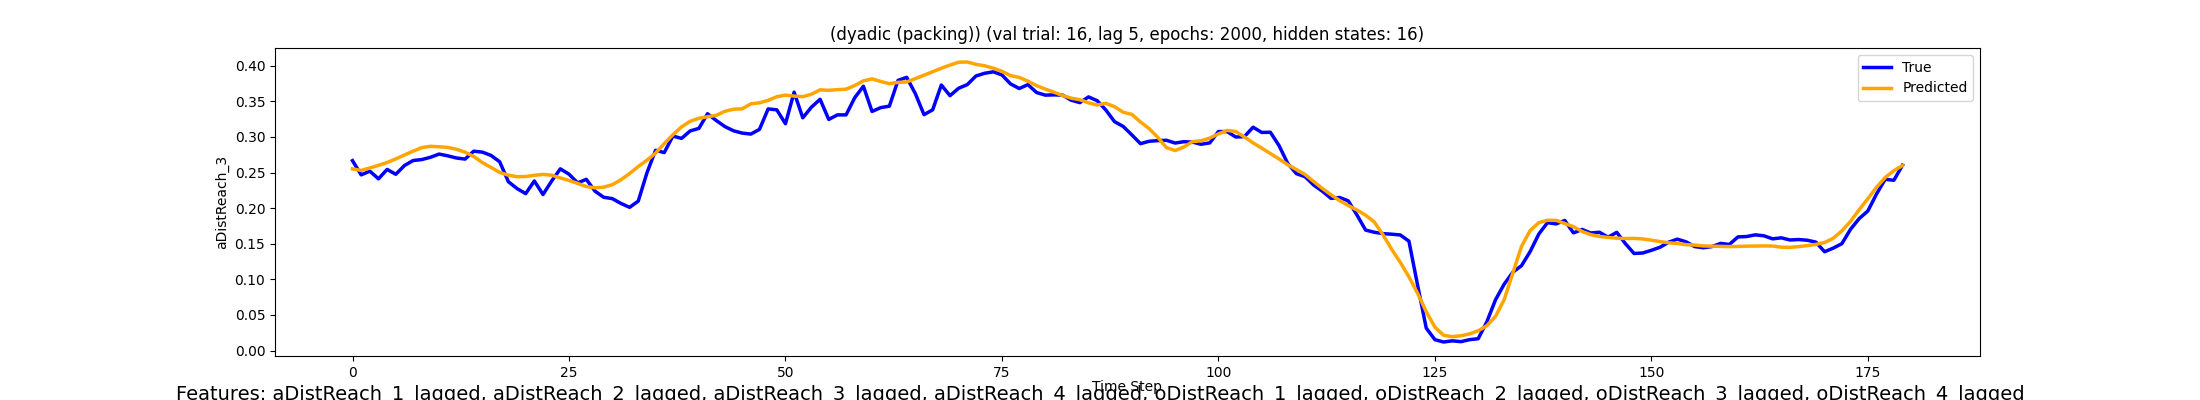 (dyadic (packing)) (val trial: 16, lag 5, epochs: 2000, hidden states: 16)
True
Predicted
aDistReach_3
0.40
0.35
0.30
0.25
0.20
0.15
0.10
0.05
0.00
0 25 50 75 100 125 150 175
Time Step
Features: aDistReach_1_lagged, aDistReach_2_lagged, aDistReach_3_lagged, aDistReach_4_lagged, oDistReach_1_lagged, oDistReach_2_lagged, oDistReach_3_lagged, oDistReach_4_lagged